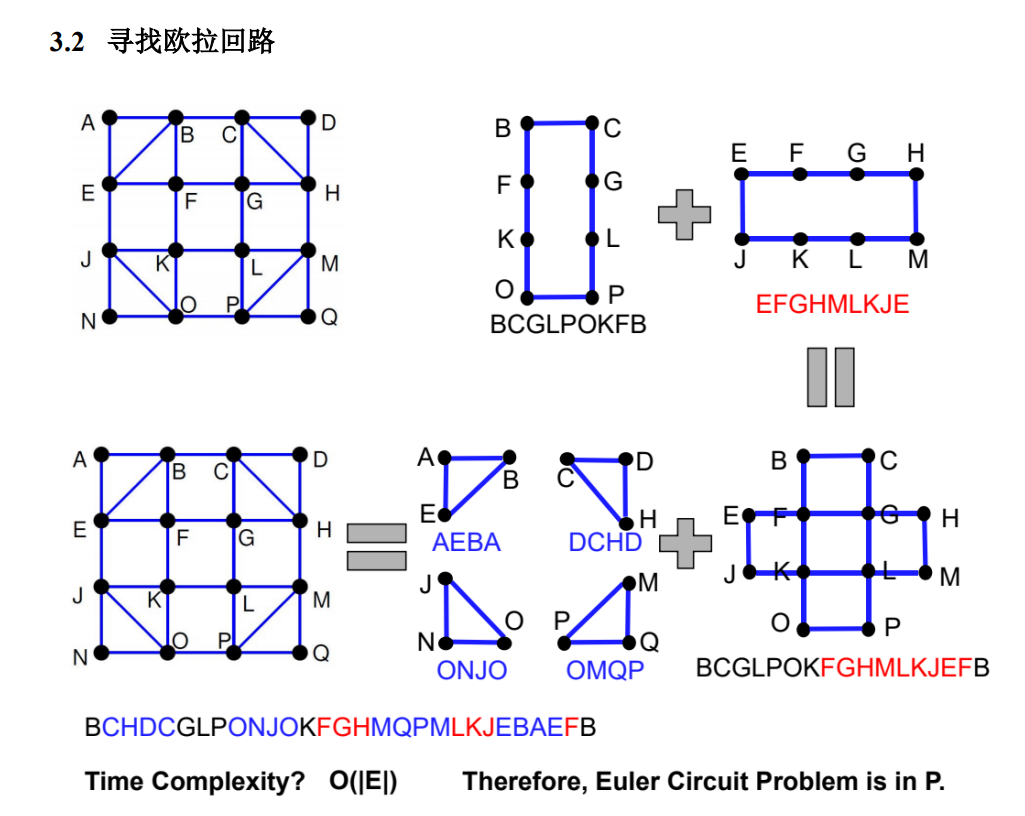 3.2 寻找欧拉回路
A B C D
E F G H
J K L M
N O P Q
B C
F G
K L
O P
BCGLPOKFB
E F G H
J K L M
EFGHMLKJE
A B C D
E F G H
J K L M
N O P Q
A B
E
AEBA
C D
H
DCHD
J
N O
ONJO
M
P Q
OMQP
B C
E F G H
J K L M
O P
BCGLPOKFGHMLKJEFB
BCHDCGLPONJOKFGHMQPMLKJEBAEFB
Time Complexity? O(|E|) Therefore, Euler Circuit Problem is in P.